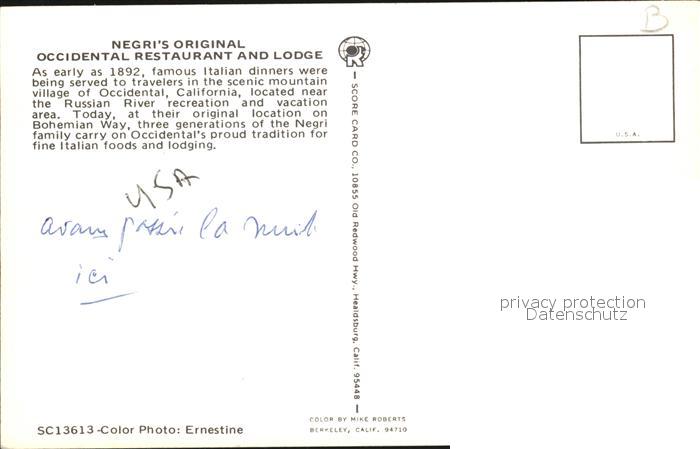 B
NEGRI'S ORIGINAL
OCCIDENTAL RESTAURANT AND LODGE
As early as 1892, famous Italian dinners were
being served to travelers in the scenic mountain
village of Occidental, California, located near
the Russian River recreation and vacation
area. Today, at their original location on
Bohemian Way, three generations of the Negri
family carry on Occidental's proud tradition for
fine Italian foods and lodging.
U.S.A.
USA
avons passé la nuit
ici
SCORE CARD CO., 10855 Old Redwood Hwy., Healdsburg, Calif. 95448
privacy protection
Datenschutz
COLOR BY MIKE ROBERTS
BERKELEY, CALIF. 94710
SC13613-Color Photo: Ernestine